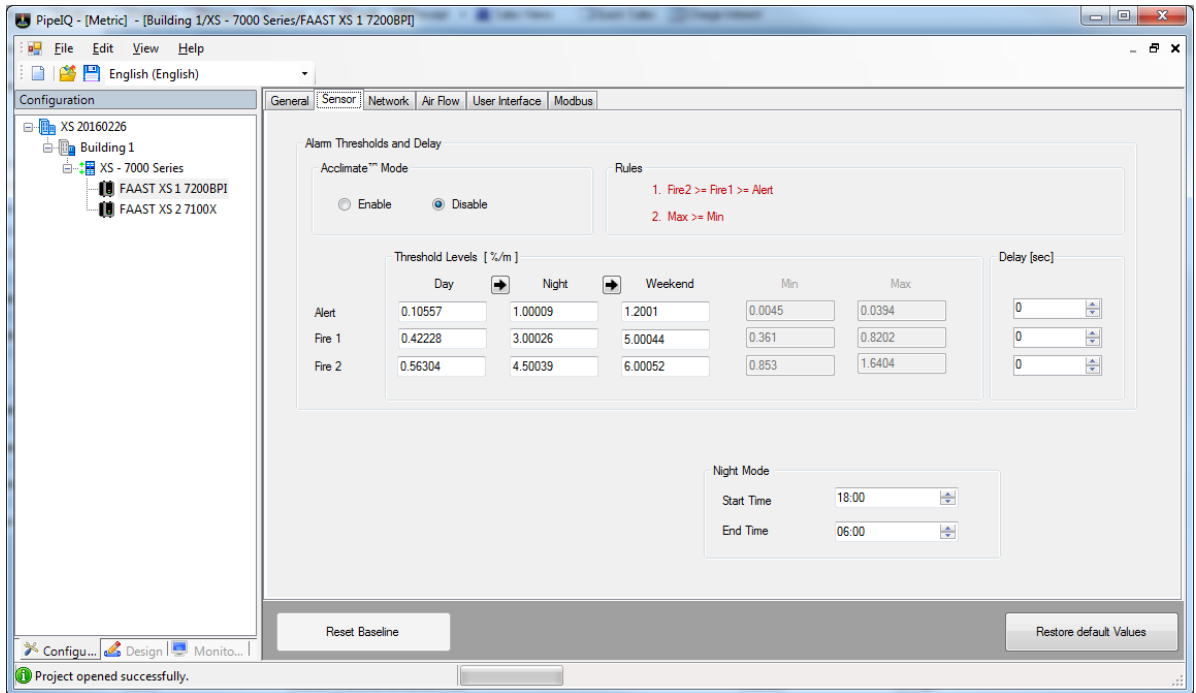 PipeIQ - [Metric] - [Building 1/XS - 7000 Series/FAAST XS 1 7200BPI]
File Edit View Help
English (English)
Configuration
General Sensor Network Air Flow User Interface Modbus
XS 20160226
Building 1
XS - 7000 Series
FAAST XS 1 7200BPI
FAAST XS 2 7100X
Alarm Thresholds and Delay
Acclimate™ Mode
Enable Disable
Rules
1. Fire2 >= Fire1 >= Alert
2. Max >= Min
Threshold Levels [ %/m ]
Delay [sec]
Day Night Weekend Min Max
Alert 0.10557 1.00009 1.2001 0.0045 0.0394 0
Fire 1 0.42228 3.00026 5.00044 0.361 0.8202 0
Fire 2 0.56304 4.50039 6.00052 0.853 1.6404 0
Night Mode
Start Time 18:00
End Time 06:00
Reset Baseline Restore default Values
Configu... Design Monito...
Project opened successfully.